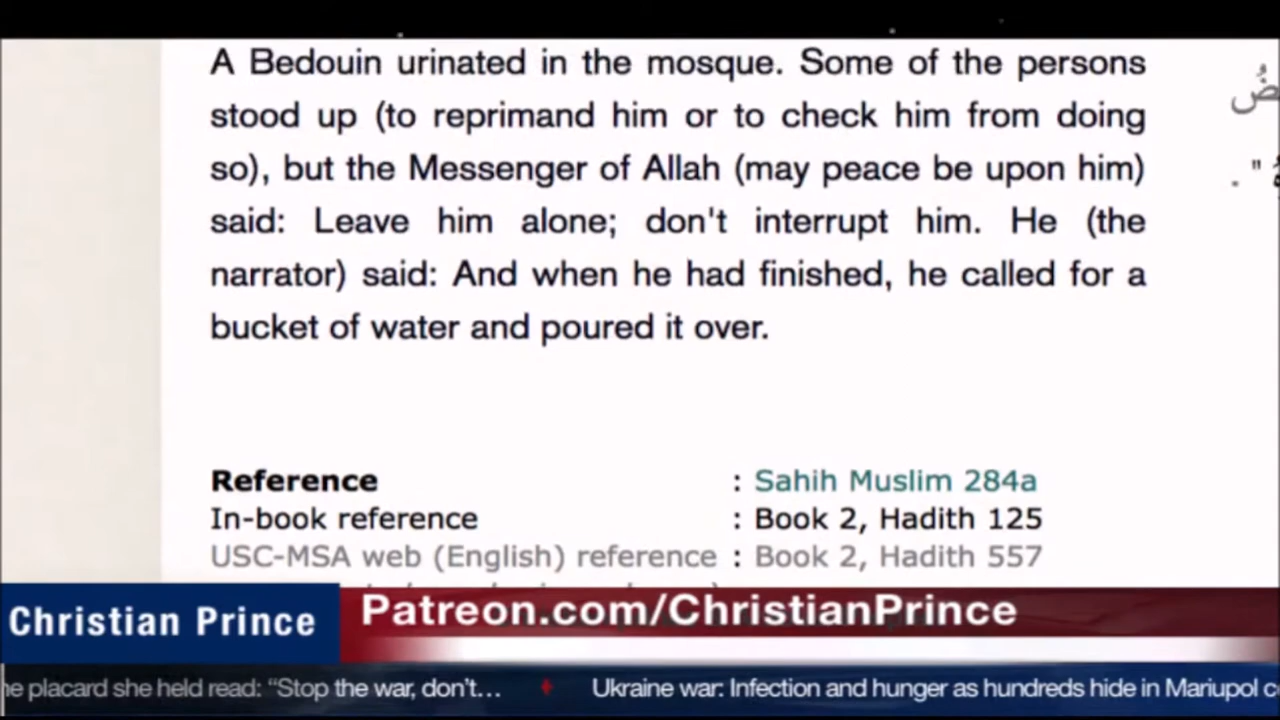 A Bedouin urinated in the mosque. Some of the persons
stood up (to reprimand him or to check him from doing
so), but the Messenger of Allah (may peace be upon him)
said: Leave him alone; don't interrupt him. He (the
narrator) said: And when he had finished, he called for a
bucket of water and poured it over.
Reference : Sahih Muslim 284a
In-book reference : Book 2, Hadith 125
USC-MSA web (English) reference : Book 2, Hadith 557
Christian Prince
Patreon.com/ChristianPrince
placard she held read: “Stop the war, don't...
Ukraine war: Infection and hunger as hundreds hide in Mariupol